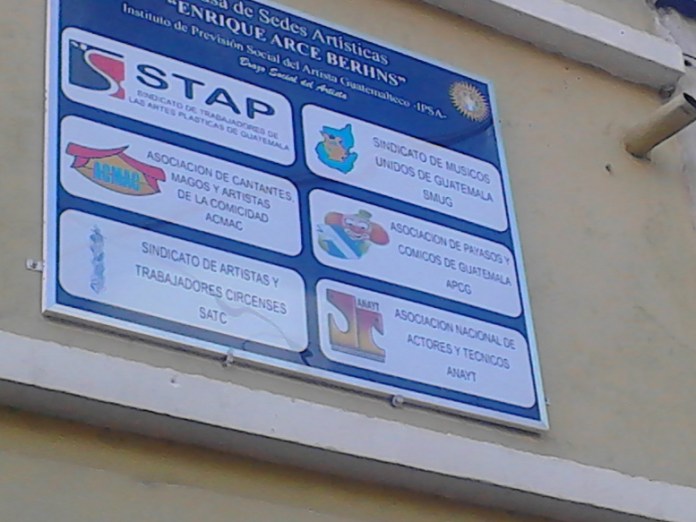 de Sedes Artísticas
"ENRIQUE ARCE BERHNS"
Instituto de Previsión Social del Artista Guatemalteco -IPSA-
Brazo Social del Artista
STAP
SINDICATO DE TRABAJADORES DE
LAS ARTES PLASTICAS DE GUATEMALA
SINDICATO DE MUSICOS
UNIDOS DE GUATEMALA
SMUG
ACMAC
ASOCIACION DE CANTANTES
MAGOS Y ARTISTAS
DE LA COMICIDAD
ACMAC
ASOCIACION DE PAYASOS Y
COMICOS DE GUATEMALA
APCG
SINDICATO DE ARTISTAS Y
TRABAJADORES CIRCENSES
SATC
ANAYT
ASOCIACION NACIONAL DE
ACTORES Y TECNICOS
ANAYT